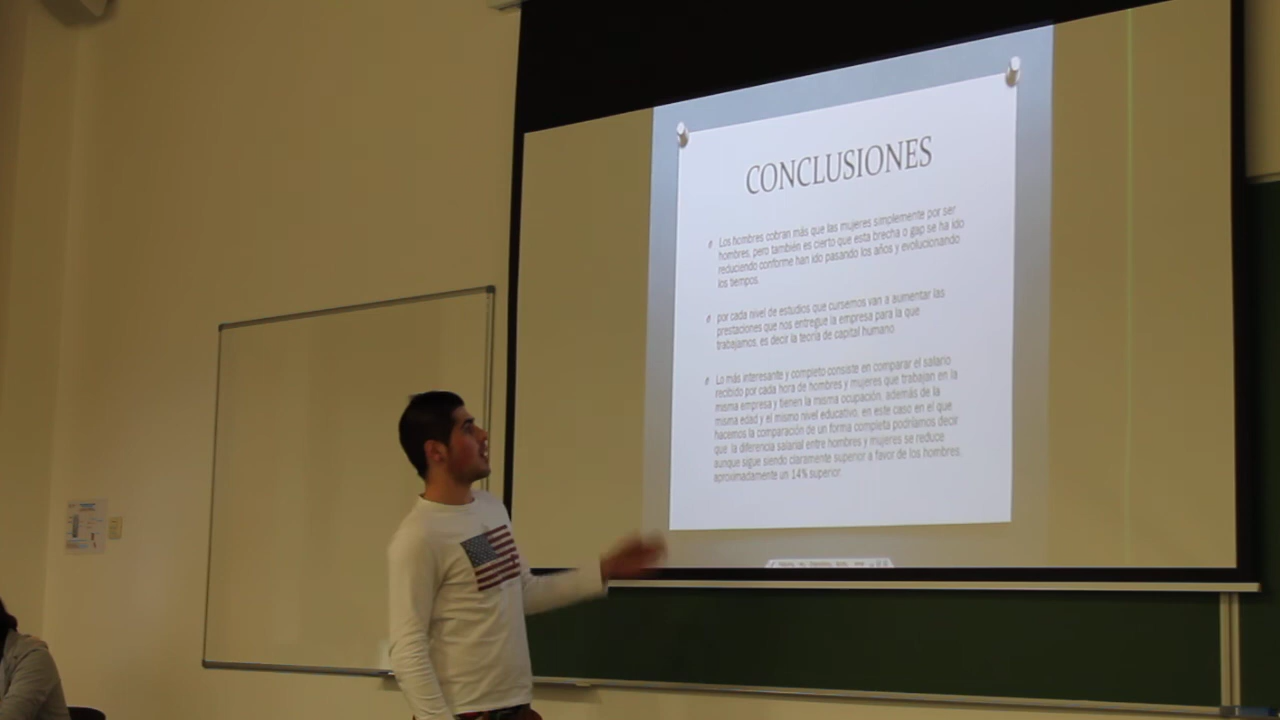 CONCLUSIONES
Los hombres cobran más que las mujeres simplemente por ser
hombres, pero también es cierto que esta brecha o gap se ha ido
reduciendo conforme han ido pasando los años y evolucionando
los tiempos.
por cada nivel de estudios que cursemos van a aumentar las
prestaciones que nos entregue la empresa para la que
trabajamos, es decir la teoría de capital humano
Lo más interesante y completo consiste en comparar el salario
recibido por cada hora de hombres y mujeres que trabajan en la
misma empresa y tienen la misma ocupación, además de la
misma edad y el mismo nivel educativo, en este caso en el que
hacemos la comparación de un forma completa podríamos decir
que la diferencia salarial entre hombres y mujeres se reduce
aunque sigue siendo claramente superior a favor de los hombres,
aproximadamente un 14% superior.